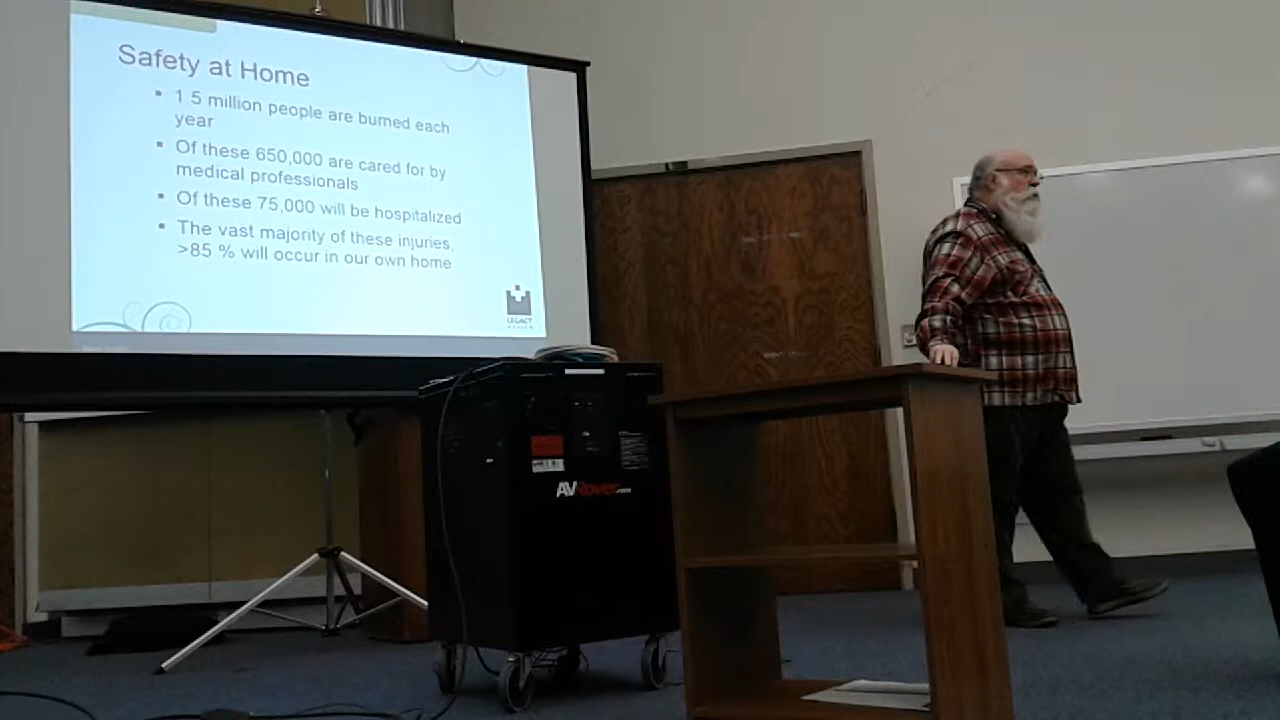 Safety at Home
1.5 million people are burned each
year
Of these 650,000 are cared for by
medical professionals
Of these 75,000 will be hospitalized
The vast majority of these injuries,
>85 % will occur in our own home
LEGACY
AVRover.com